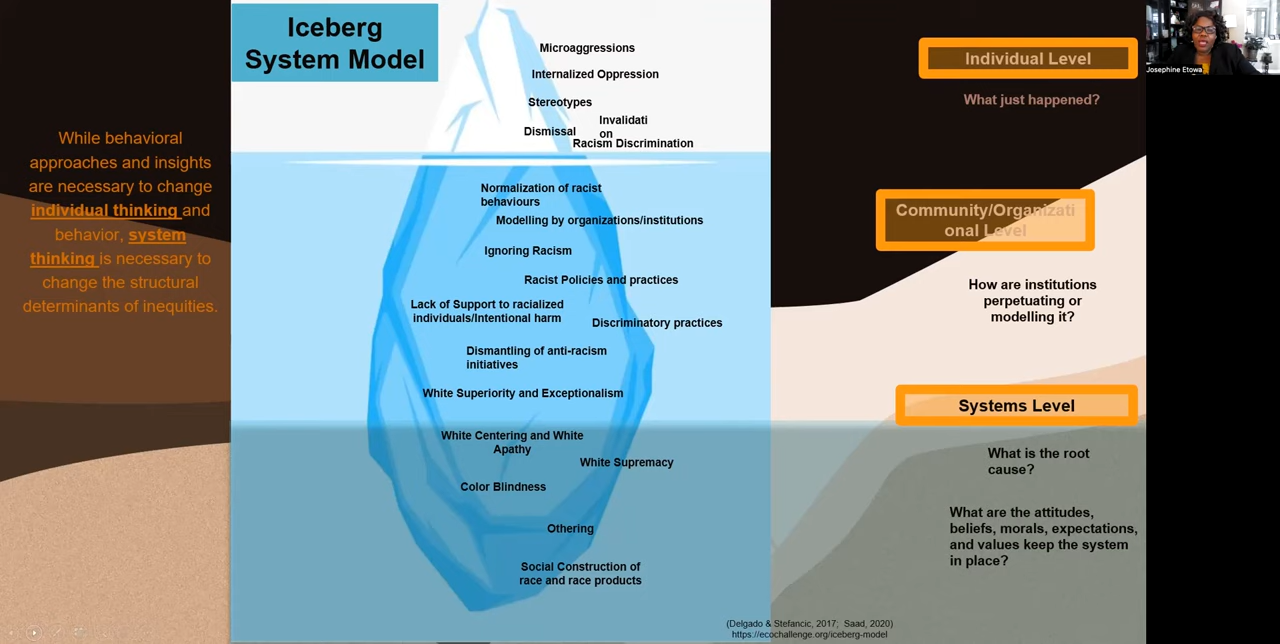 Iceberg
System Model
While behavioral
approaches and insights
are necessary to change
individual thinking and
behavior, system
thinking is necessary to
change the structural
determinants of inequities.
Microaggressions
Internalized Oppression
Stereotypes
Dismissal
Invalidati
on
Racism Discrimination
Normalization of racist
behaviours
Modelling by organizations/institutions
Ignoring Racism
Racist Policies and practices
Lack of Support to racialized
individuals/Intentional harm
Discriminatory practices
Dismantling of anti-racism
initiatives
White Superiority and Exceptionalism
White Centering and White
Apathy
White Supremacy
Color Blindness
Othering
Social Construction of
race and race products
Individual Level
What just happened?
Community/Organizati
onal Level
How are institutions
perpetuating or
modelling it?
Systems Level
What is the root
cause?
What are the attitudes,
beliefs, morals, expectations,
and values keep the system
in place?
(Delgado & Stefancic, 2017; Saad, 2020)
https://ecochallenge.org/iceberg-model
Josephine Etowa